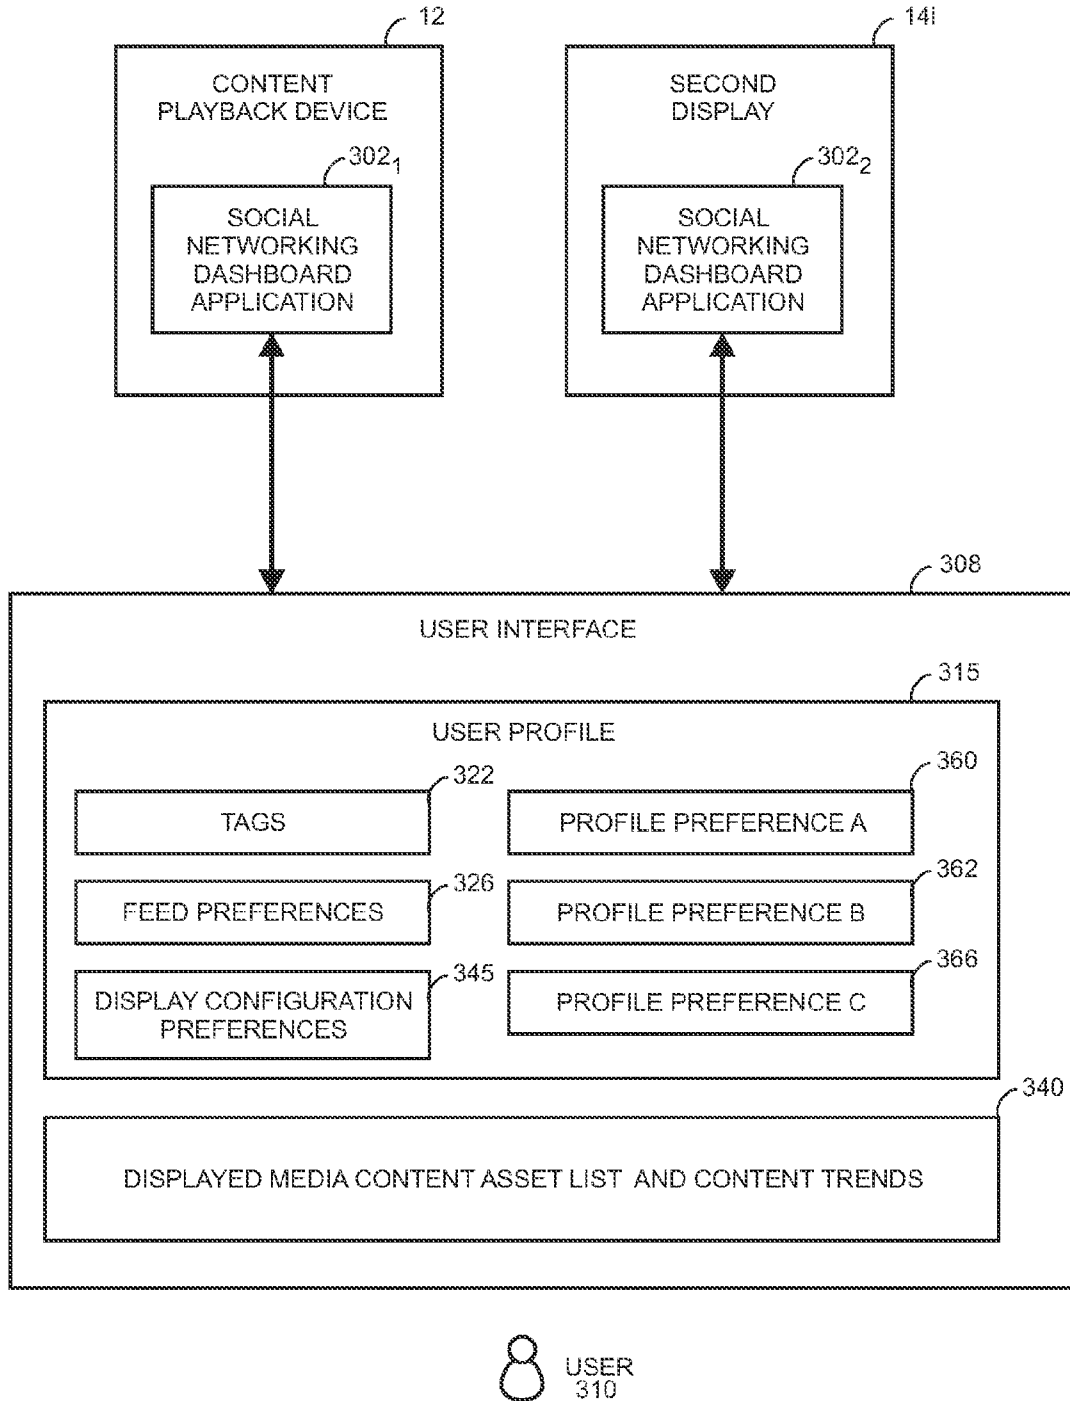 12
14i
CONTENT
PLAYBACK DEVICE
SECOND
DISPLAY
302₁
302₂
SOCIAL
NETWORKING
DASHBOARD
APPLICATION
SOCIAL
NETWORKING
DASHBOARD
APPLICATION
308
USER INTERFACE
315
USER PROFILE
322
360
TAGS
PROFILE PREFERENCE A
326
362
FEED PREFERENCES
PROFILE PREFERENCE B
345
366
DISPLAY CONFIGURATION
PREFERENCES
PROFILE PREFERENCE C
340
DISPLAYED MEDIA CONTENT ASSET LIST AND CONTENT TRENDS
USER
310